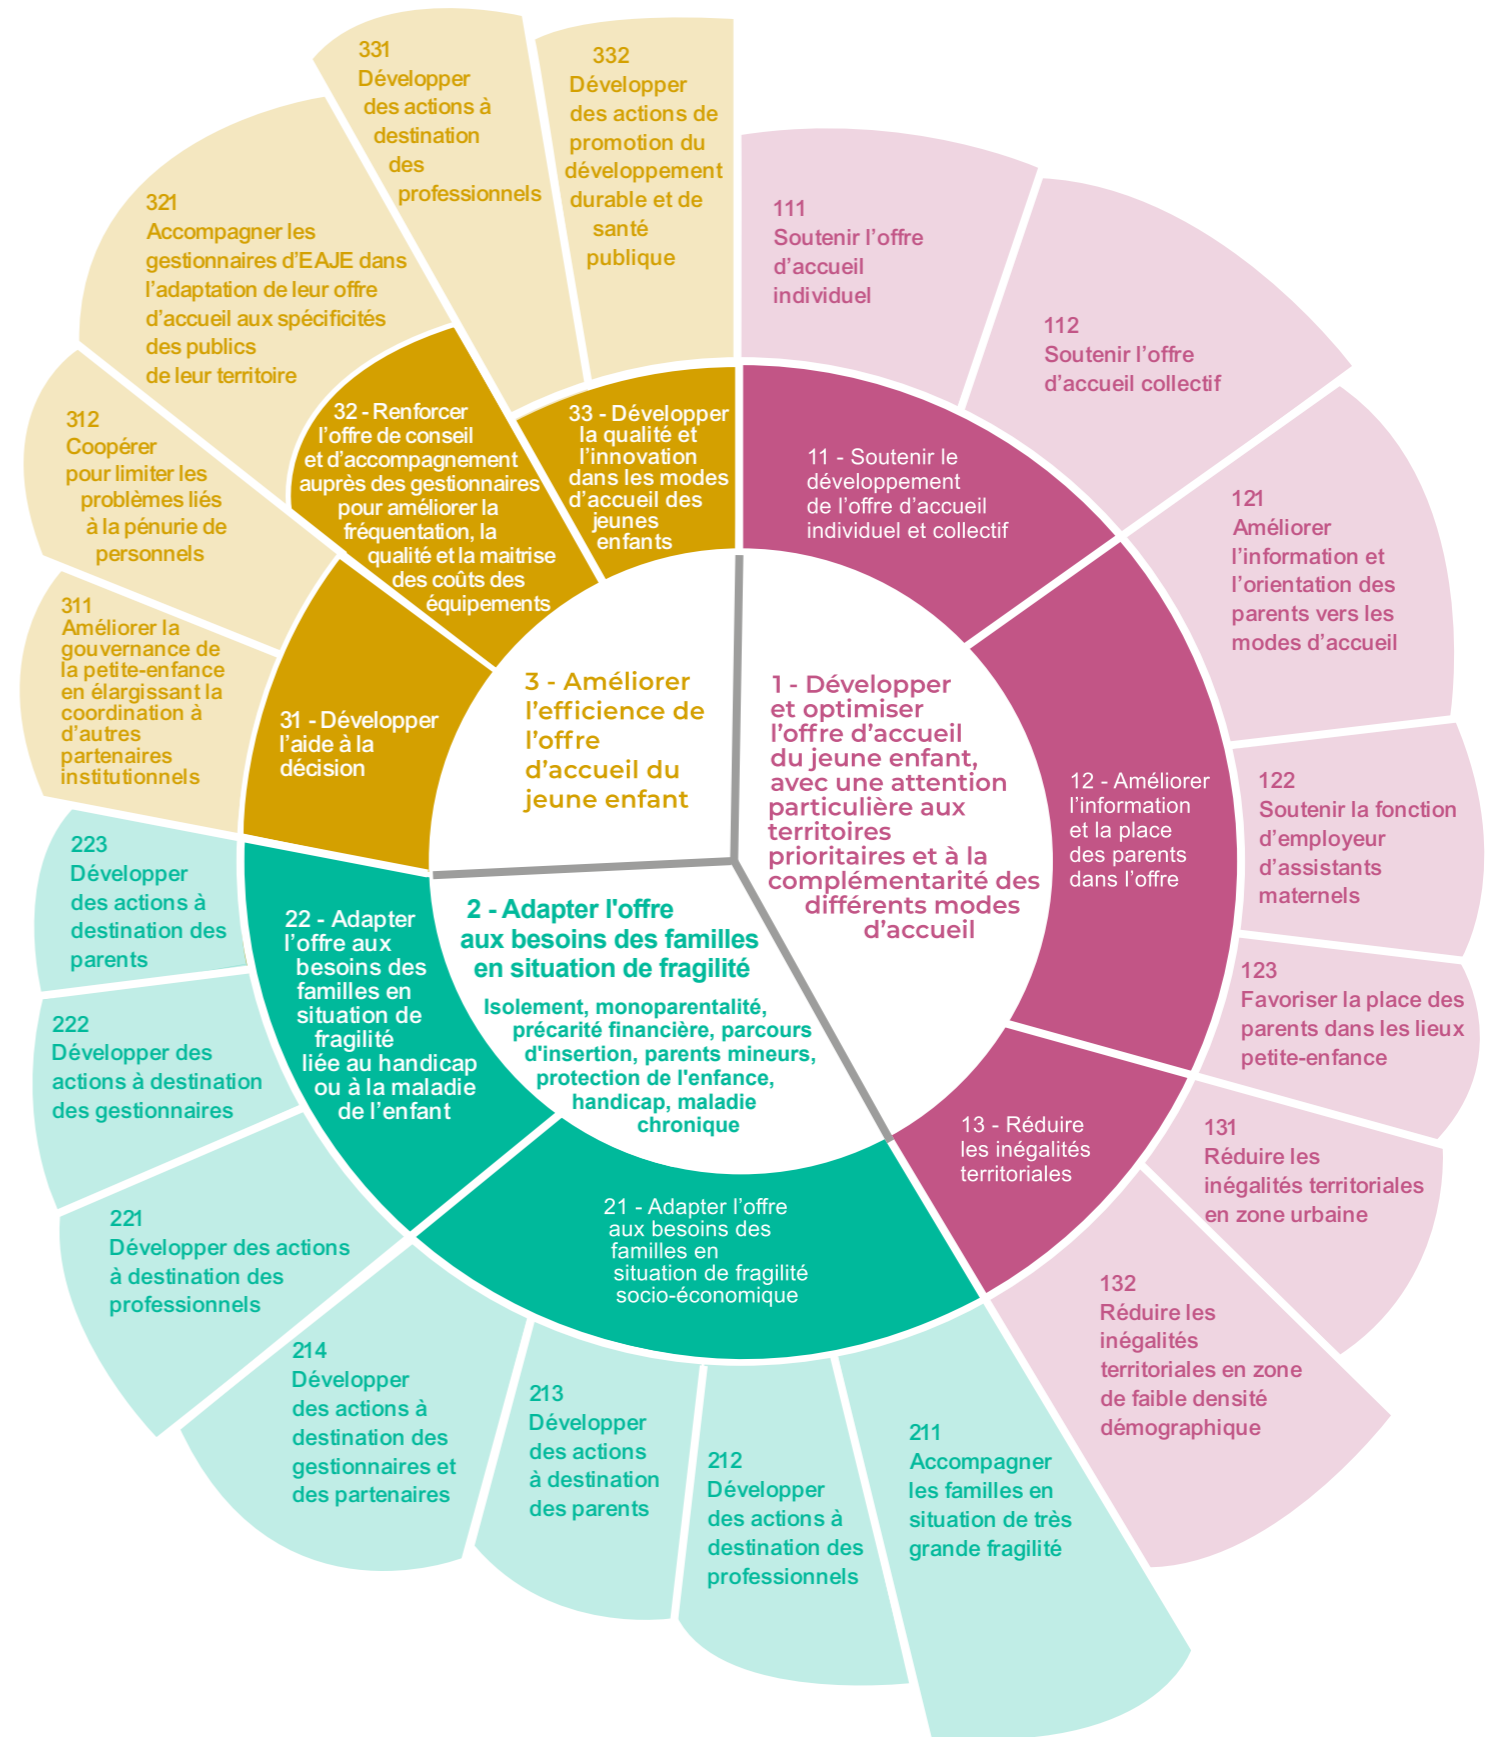 1 - Développer
et optimiser
l’offre d’accueil
du jeune enfant,
avec une attention
particulière aux
territoires
prioritaires et à la
complémentarité des
différents modes
d’accueil
11 - Soutenir le
développement
de l’offre d’accueil
individuel et collectif
111
Soutenir l’offre
d’accueil
individuel
112
Soutenir l’offre
d’accueil collectif
12 - Améliorer
l’information
et la place
des parents
dans l’offre
121
Améliorer
l’information et
l’orientation des
parents vers les
modes d’accueil
122
Soutenir la fonction
d’employeur
d’assistants
maternels
123
Favoriser la place des
parents dans les lieux
petite-enfance
13 - Réduire
les inégalités
territoriales
131
Réduire les
inégalités territoriales
en zone urbaine
132
Réduire les
inégalités
territoriales en zone
de faible densité
démographique
2 - Adapter l'offre
aux besoins des familles
en situation de fragilité
Isolement, monoparentalité,
précarité financière, parcours
d'insertion, parents mineurs,
protection de l'enfance,
handicap, maladie
chronique
21 - Adapter l’offre
aux besoins des
familles en
situation de fragilité
socio-économique
211
Accompagner
les familles en
situation de très
grande fragilité
212
Développer
des actions à
destination des
professionnels
213
Développer
des actions
à destination
des parents
214
Développer
des actions à
destination des
gestionnaires et
des partenaires
22 - Adapter
l’offre aux
besoins des
familles en
situation de
fragilité
liée au handicap
ou à la maladie
de l’enfant
221
Développer des actions
à destination des
professionnels
222
Développer des
actions à destination
des gestionnaires
223
Développer
des actions à
destination des
parents
3 - Améliorer
l’efficience de
l’offre
d’accueil du
jeune enfant
31 - Développer
l’aide à la
décision
311
Améliorer la
gouvernance de
la petite-enfance
en élargissant la
coordination à
d’autres
partenaires
institutionnels
312
Coopérer
pour limiter les
problèmes liés
à la pénurie de
personnels
32 - Renforcer
l’offre de conseil
et d’accompagnement
auprès des gestionnaires
pour améliorer la
fréquentation, la
qualité et la maitrise
des coûts des
équipements
321
Accompagner les
gestionnaires d’EAJE dans
l’adaptation de leur offre
d’accueil aux spécificités
des publics
de leur territoire
33 - Développer
la qualité et
l’innovation
dans les modes
d’accueil des
jeunes
enfants
331
Développer
des actions à
destination
des
professionnels
332
Développer
des actions de
promotion du
développement
durable et de
santé
publique